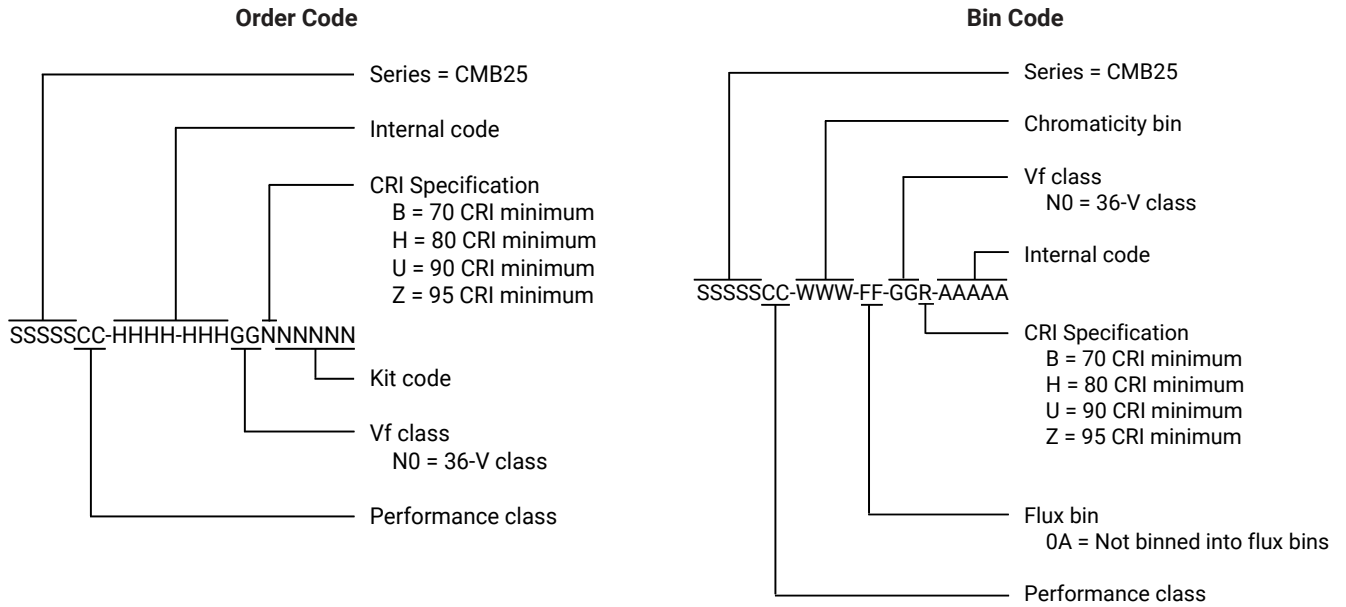 Order Code
Series = CMB25
Internal code
CRI Specification
B = 70 CRI minimum
H = 80 CRI minimum
U = 90 CRI minimum
Z = 95 CRI minimum
SSSSSCC-HHHH-HHHGGNNNNNN
Kit code
Vf class
N0 = 36-V class
Performance class
Bin Code
Series = CMB25
Chromaticity bin
Vf class
N0 = 36-V class
Internal code
SSSSSCC-WWW-FF-GGR-AAAAA
CRI Specification
B = 70 CRI minimum
H = 80 CRI minimum
U = 90 CRI minimum
Z = 95 CRI minimum
Flux bin
0A = Not binned into flux bins
Performance class